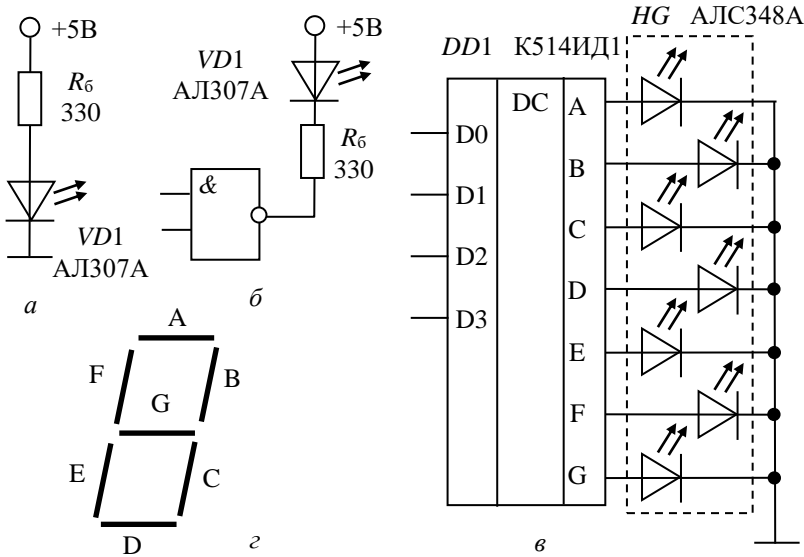 +5В
Rб
330
VD1
АЛ307А
а
+5В
VD1
АЛ307А
Rб
330
&
б
A
F
B
G
E
C
D
г
DD1 К514ИД1
HG АЛС348А
DC
D0
D1
D2
D3
A
B
C
D
E
F
G
в